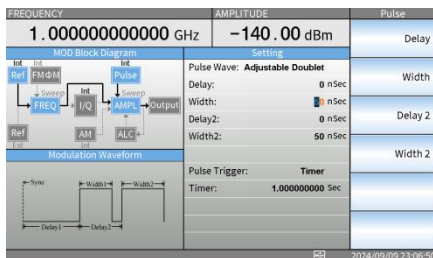 FREQUENCY
AMPLITUDE
Pulse
1.000000000000 GHz
-140.00 dBm
Delay
MOD Block Diagram
Setting
Int
Int
Int
Ref
FMΦM
Pulse
Sweep
Int
Sweep
FREQ
I/Q
AMPL
Output
Ref
AM
ALC
Ext
Int
Pulse Wave: Adjustable Doublet
Delay: 0 nSec
Width: 50 nSec
Delay2: 0 nSec
Width2: 50 nSec
Pulse Trigger: Timer
Timer: 1.000000000 Sec
Width
Delay 2
Width 2
Modulation Waveform
Sync
Width1
Width2
Delay1
Delay2
2024/09/09 23:06:50